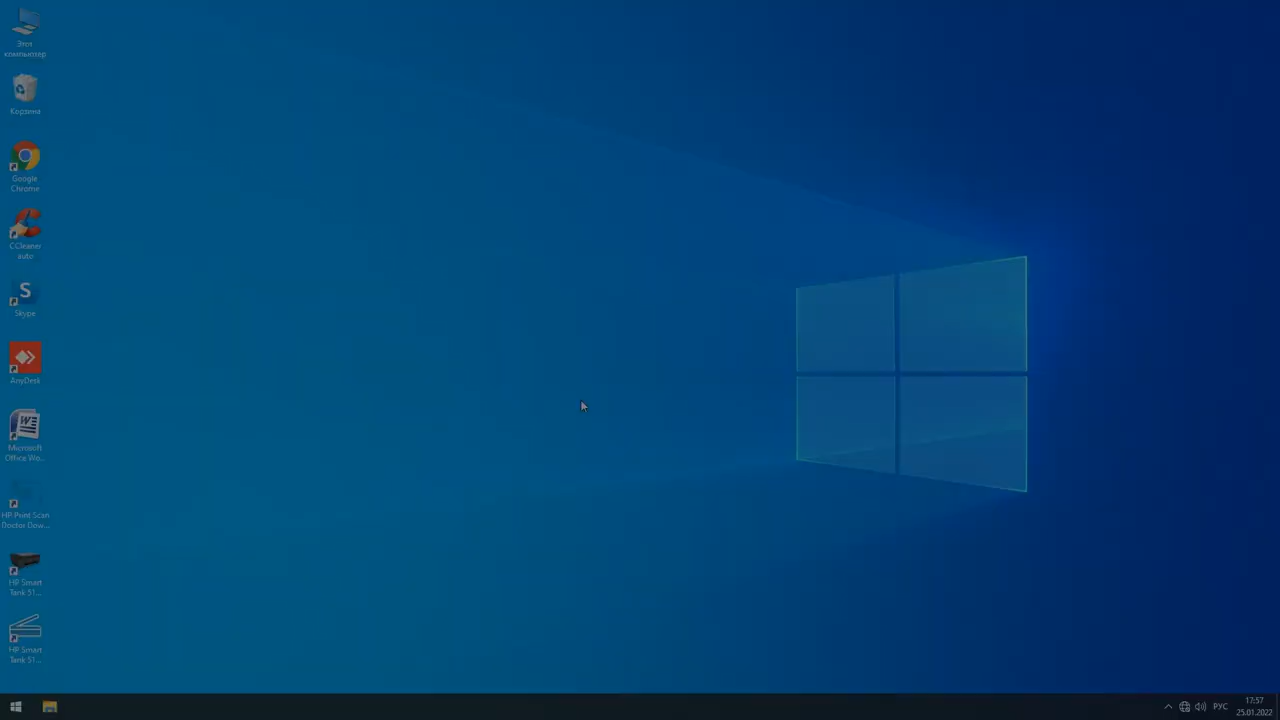 Этот
компьютер
Корзина
Google
Chrome
CCleaner
auto
S
Skype
AnyDesk
W
Microsoft
Office Wo...
HP Print Scan
Doctor Dow...
HP Smart
Tank 51...
HP Smart
Tank 51...
РУС
17:57
25.01.2022